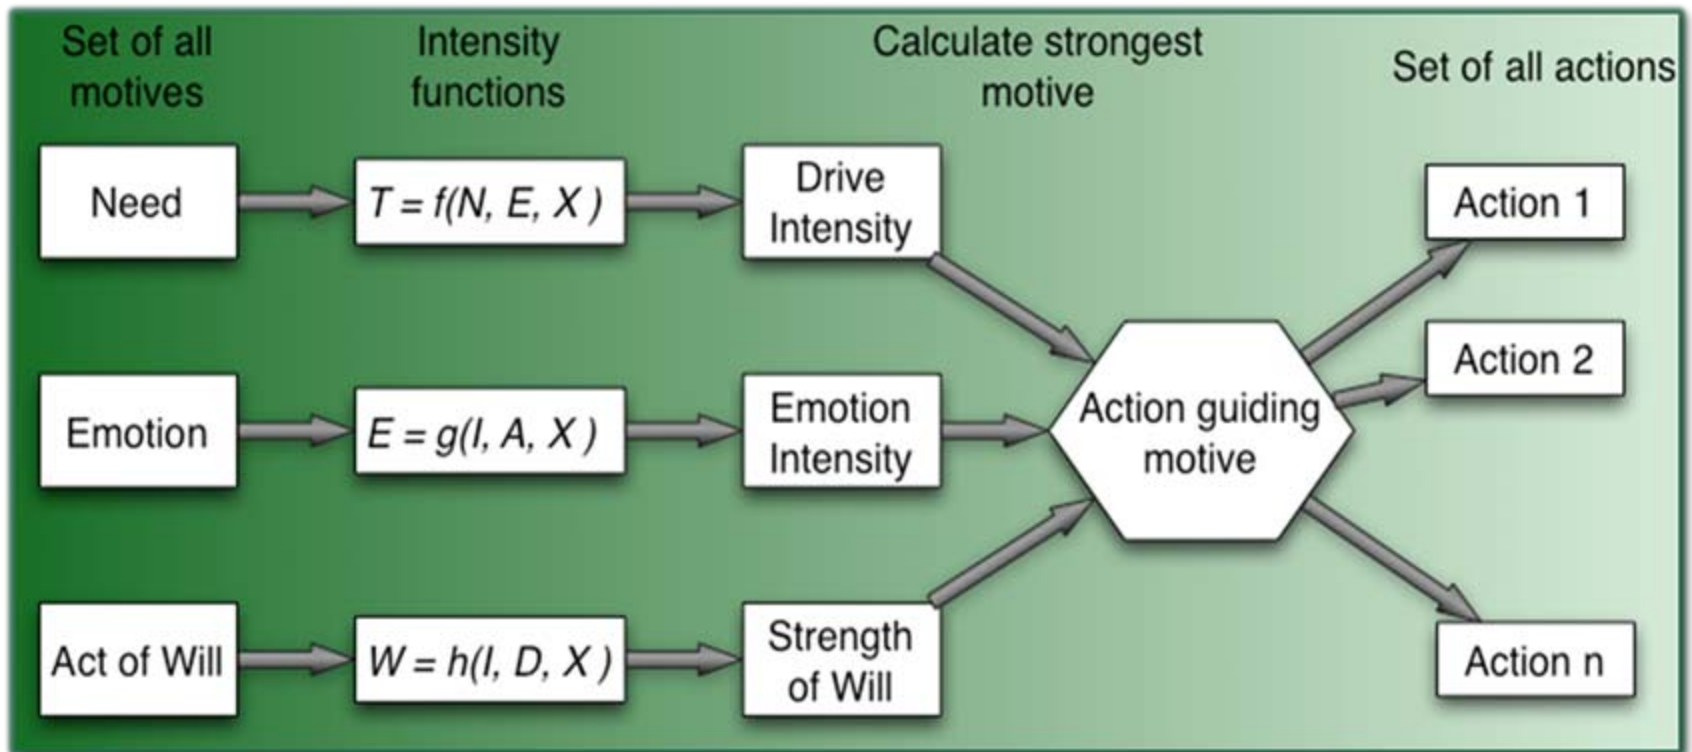 Set of all
motives
Intensity
functions
Calculate strongest
motive
Set of all actions
Need
T = f(N, E, X )
Drive
Intensity
Action 1
Action 2
Emotion
E = g(I, A, X )
Emotion
Intensity
Action guiding
motive
Act of Will
W = h(I, D, X )
Strength
of Will
Action n